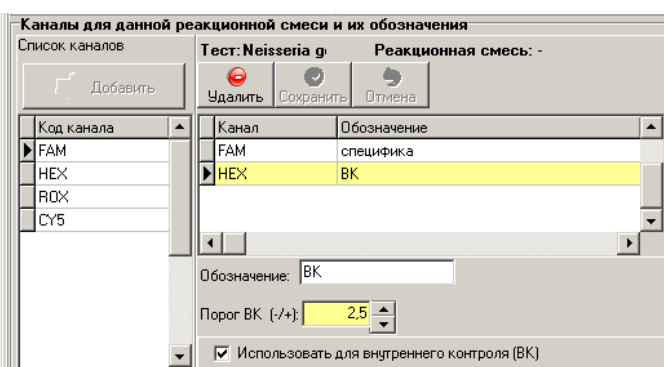 Каналы для данной реакционной смеси и их обозначения
Список каналов
Тест: Neisseria g
Реакционная смесь: -
Добавить
Удалить
Сохранить
Отмена
Код канала
FAM
HEX
ROX
CY5
Канал
Обозначение
FAM
специфика
HEX
ВК
Обозначение: ВК
Порог ВК (-/+): 2,5
Использовать для внутреннего контроля (ВК)